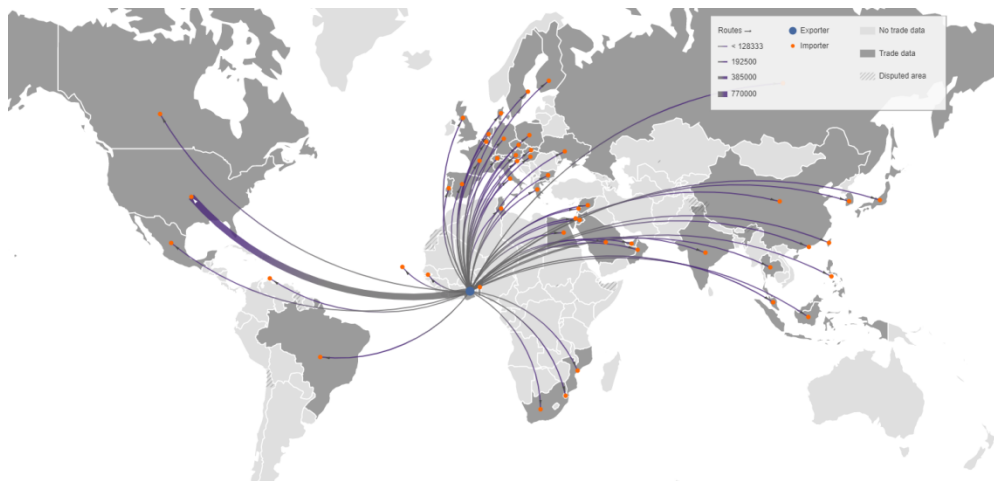 Routes
Exporter
No trade data
< 128333
Importer
192500
Trade data
385000
Disputed area
770000